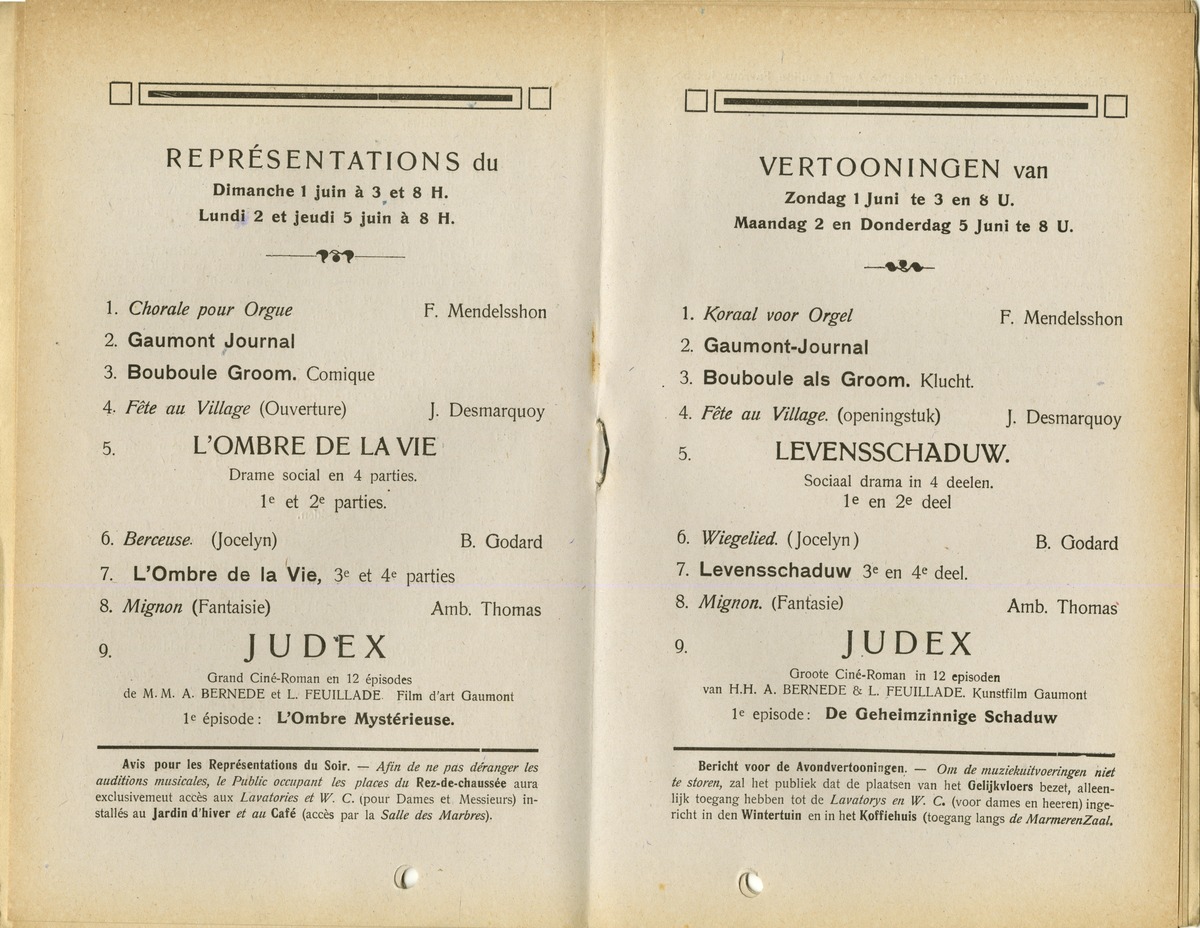 REPRÉSENTATIONS du
Dimanche 1 juin à 3 et 8 H.
Lundi 2 et jeudi 5 juin à 8 H.
1. Chorale pour Orgue F. Mendelsshon
2. Gaumont Journal
3. Bouboule Groom. Comique
4. Fête au Village (Ouverture) J. Desmarquoy
5. L'OMBRE DE LA VIE
Drame social en 4 parties.
1e et 2e parties.
6. Berceuse. (Jocelyn) B. Godard
7. L'Ombre de la Vie, 3e et 4e parties
8. Mignon (Fantaisie) Amb. Thomas
9. JUDEX
Grand Ciné-Roman en 12 épisodes
de M.M. A. BERNEDE et L. FEUILLADE. Film d'art Gaumont
1e épisode : L'Ombre Mystérieuse.
Avis pour les Représentations du Soir. — Afin de ne pas déranger les
auditions musicales, le Public occupant les places du Rez-de-chaussée aura
exclusivement accès aux Lavatories et W. C. (pour Dames et Messieurs) in-
stallés au Jardin d'hiver et au Café (accès par la Salle des Marbres).
VERTOONINGEN van
Zondag 1 Juni te 3 en 8 U.
Maandag 2 en Donderdag 5 Juni te 8 U.
1. Koraal voor Orgel F. Mendelsshon
2. Gaumont-Journal
3. Bouboule als Groom. Klucht.
4. Fête au Village. (openingstuk) J. Desmarquoy
5. LEVENSSCHADUW.
Sociaal drama in 4 deelen.
1e en 2e deel
6. Wiegelied. (Jocelyn) B. Godard
7. Levensschaduw 3e en 4e deel.
8. Mignon. (Fantasie) Amb. Thomas
9. JUDEX
Groote Ciné-Roman in 12 episoden
van H.H. A. BERNEDE & L. FEUILLADE. Kunstfilm Gaumont
1e episode : De Geheimzinnige Schaduw
Bericht voor de Avondvertooningen. — Om de muziekuitvoeringen niet
te storen, zal het publiek dat de plaatsen van het Gelijkvloers bezet, alleen-
lijk toegang hebben tot de Lavatorys en W. C. (voor dames en heeren) inge-
richt in den Wintertuin en in het Koffiehuis (toegang langs de MarmerenZaal.